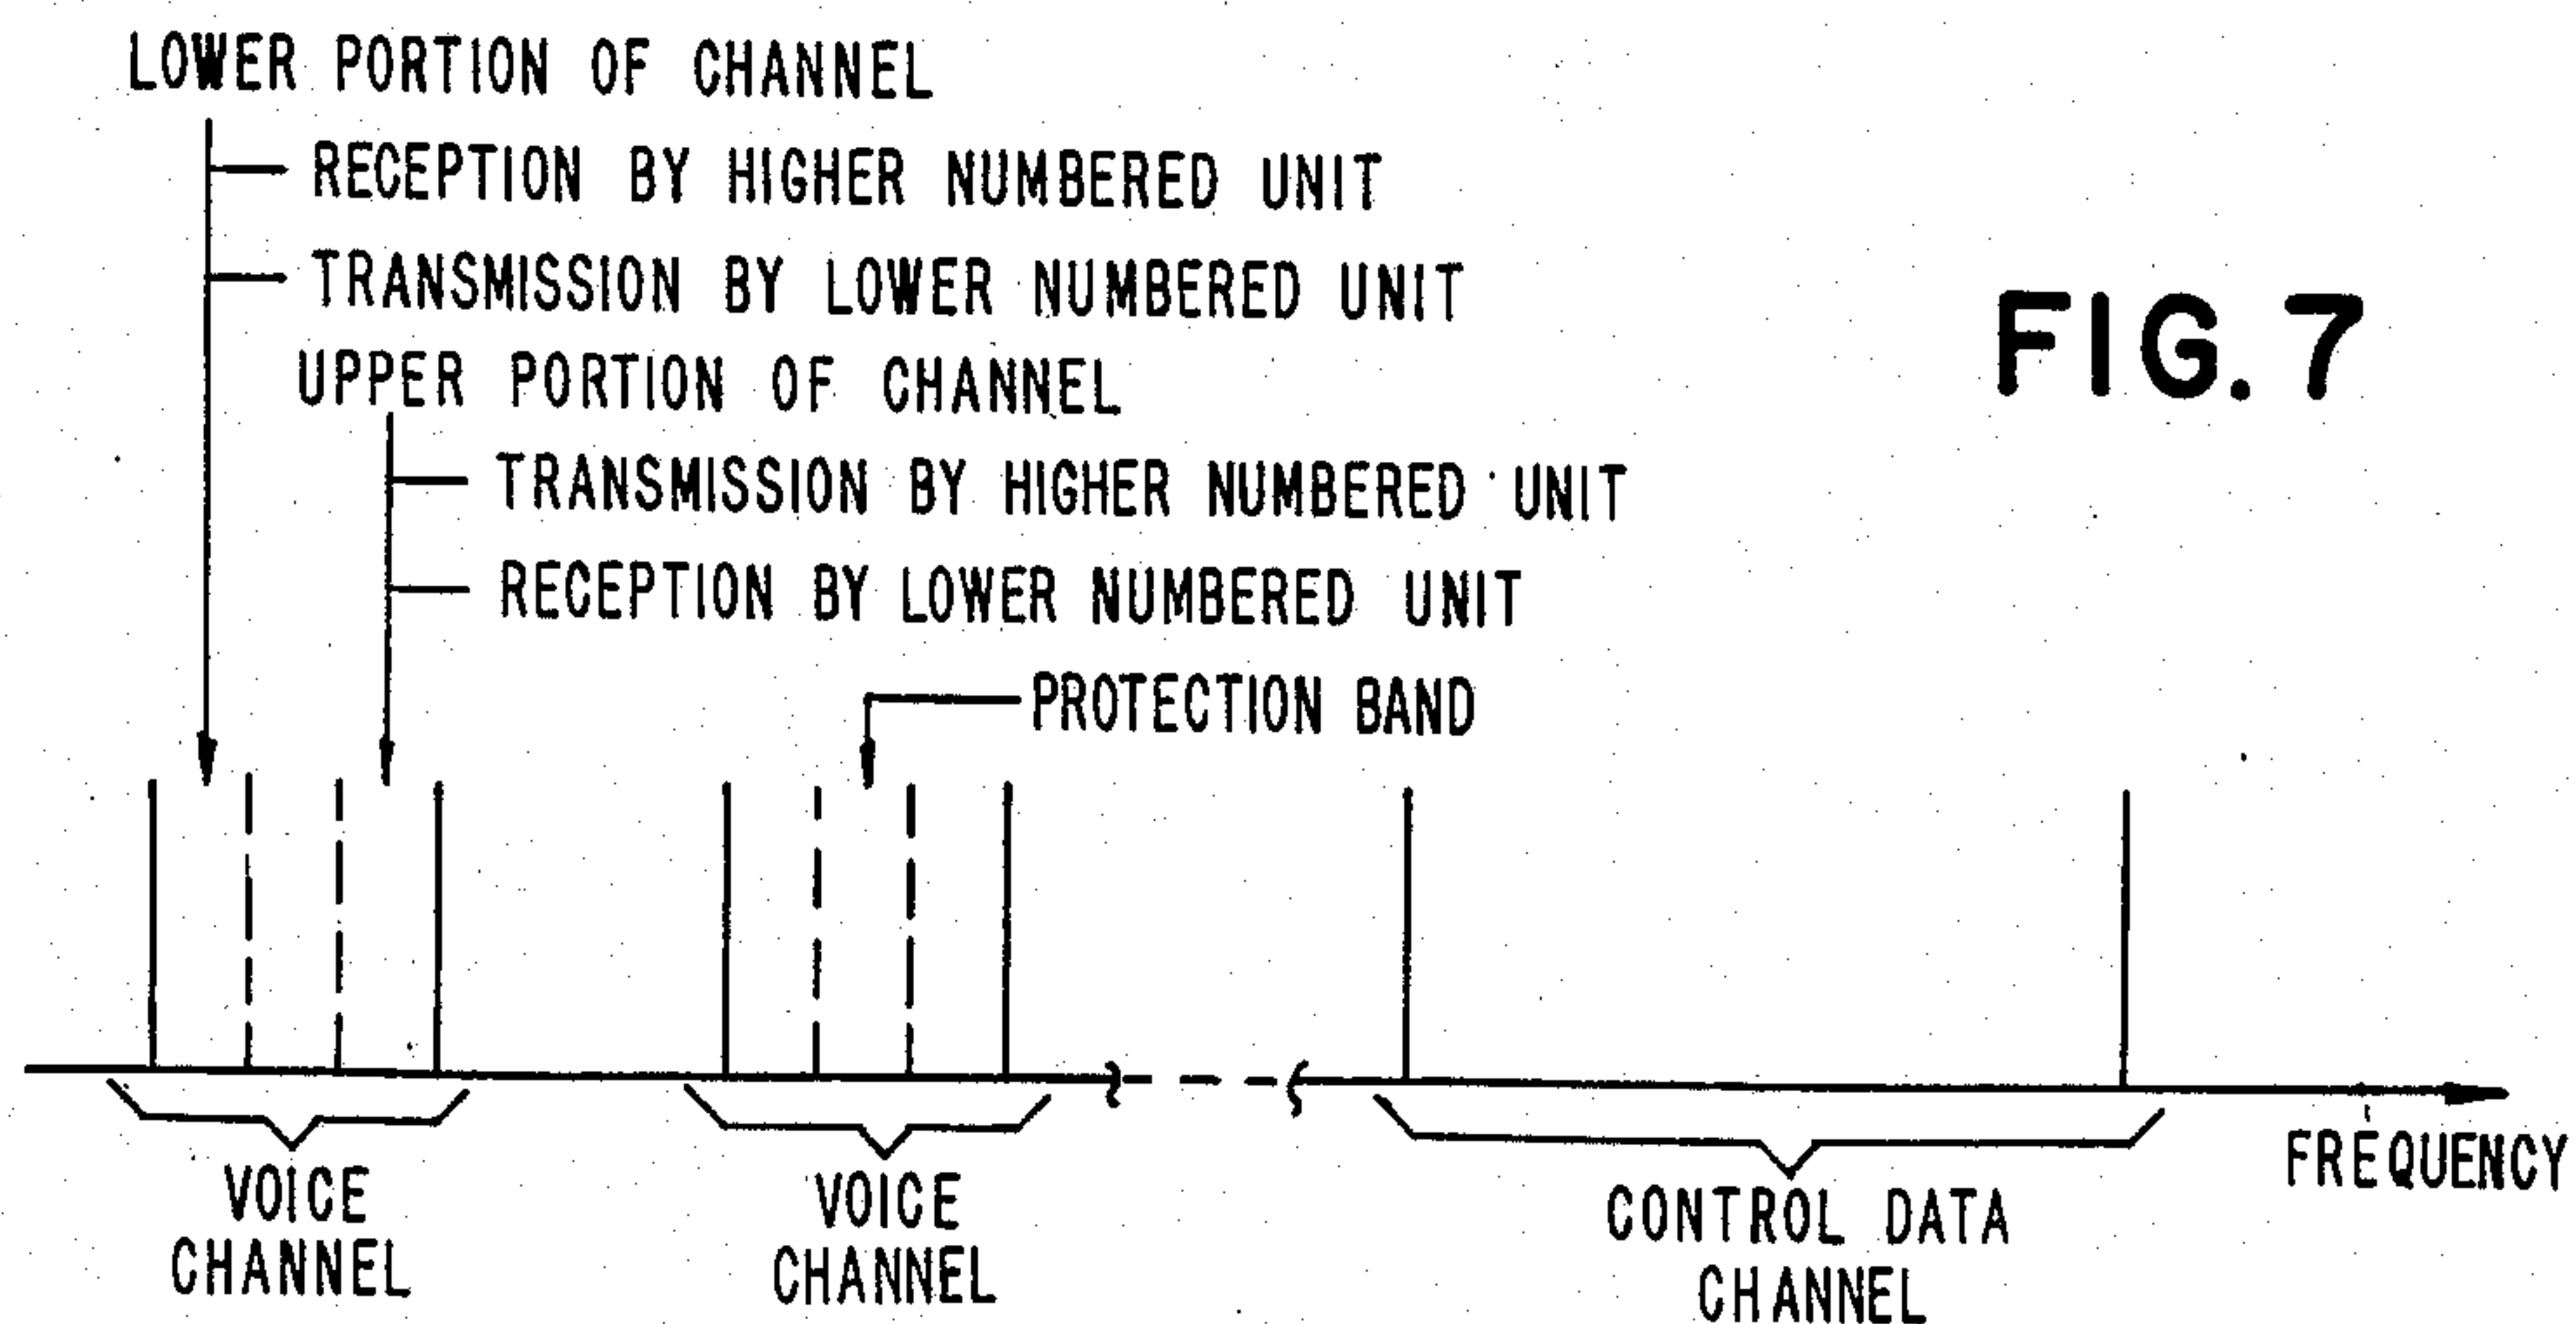 LOWER PORTION OF CHANNEL
RECEPTION BY HIGHER NUMBERED UNIT
TRANSMISSION BY LOWER NUMBERED UNIT
UPPER PORTION OF CHANNEL
FIG. 7
TRANSMISSION BY HIGHER NUMBERED UNIT
RECEPTION BY LOWER NUMBERED UNIT
PROTECTION BAND
VOICE
CHANNEL
VOICE
CHANNEL
CONTROL DATA
CHANNEL
FREQUENCY